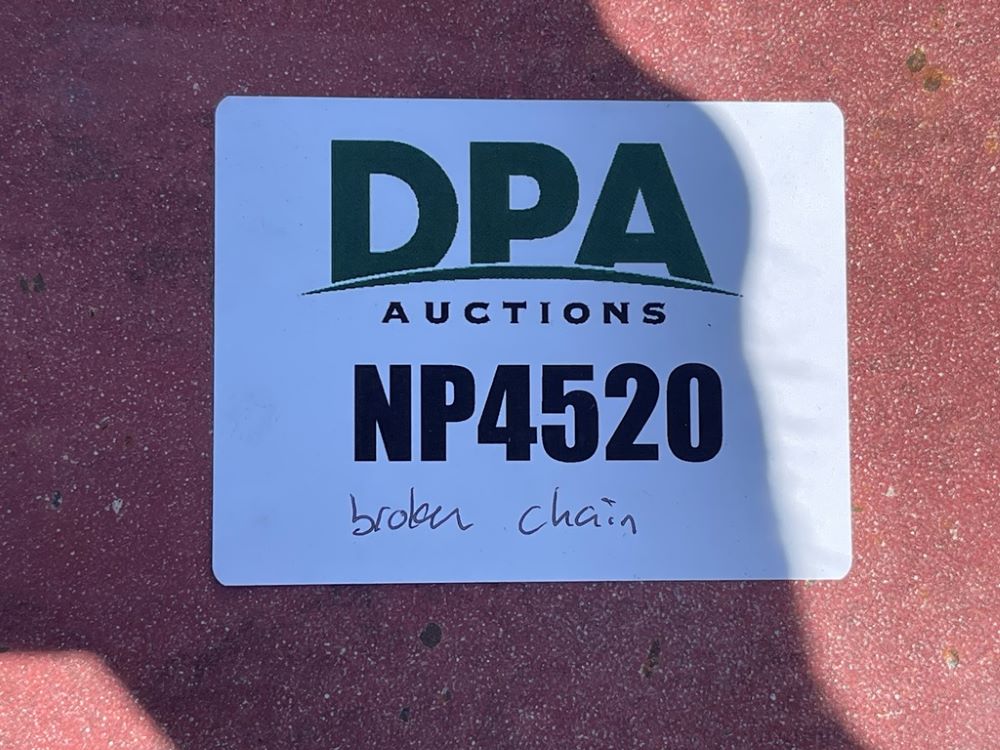 DPA
AUCTIONS
NP4520
broken chain